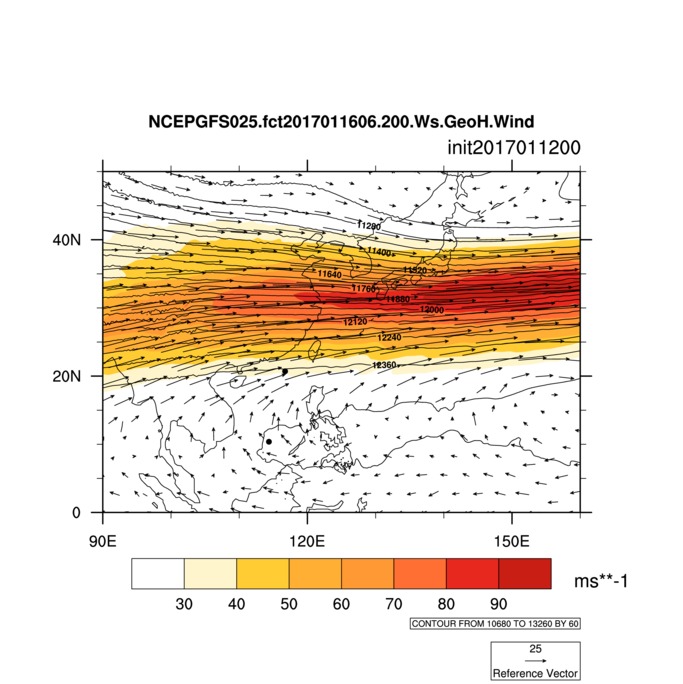 NCEPGFS025.fct2017011606.200.Ws.GeoH.Wind
init2017011200
11280
11400
11520
11640
11760
11880
12000
12120
12240
12360
40N
20N
0
90E 120E 150E
30 40 50 60 70 80 90
ms**-1
CONTOUR FROM 10680 TO 13260 BY 60
25
Reference Vector